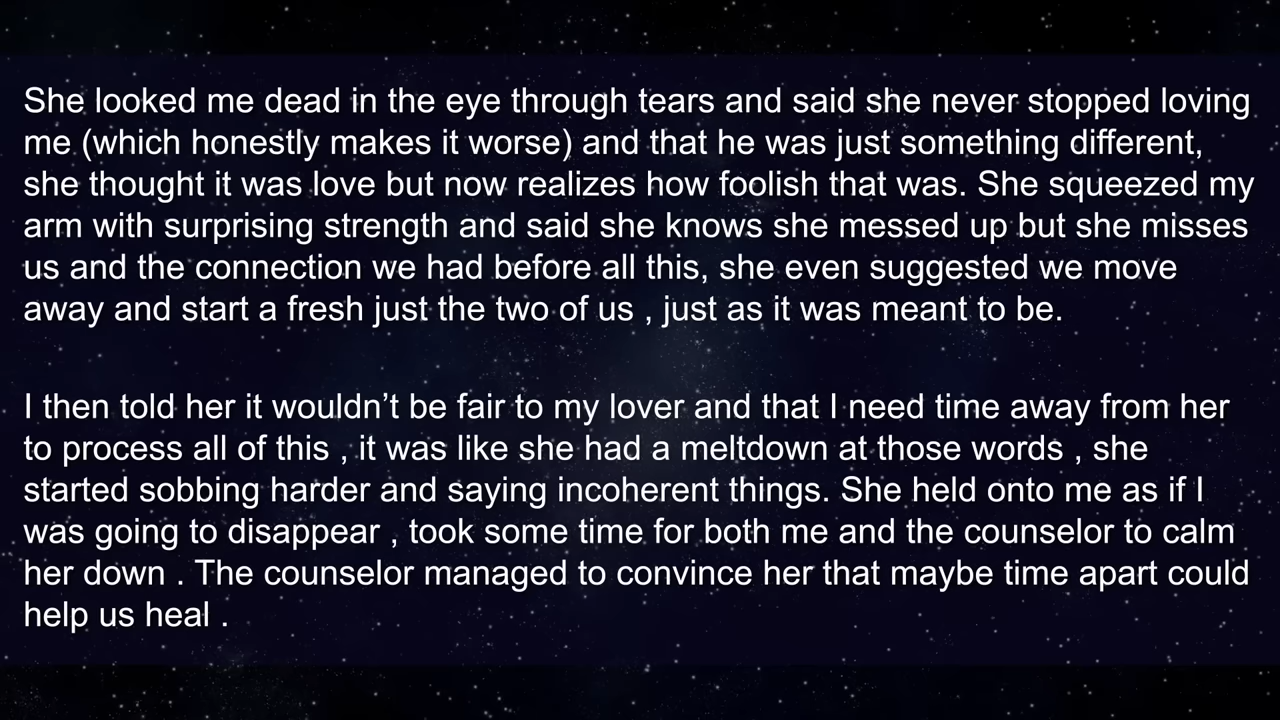 She looked me dead in the eye through tears and said she never stopped loving
me (which honestly makes it worse) and that he was just something different,
she thought it was love but now realizes how foolish that was. She squeezed my
arm with surprising strength and said she knows she messed up but she misses
us and the connection we had before all this, she even suggested we move
away and start a fresh just the two of us , just as it was meant to be.
I then told her it wouldn’t be fair to my lover and that I need time away from her
to process all of this , it was like she had a meltdown at those words , she
started sobbing harder and saying incoherent things. She held onto me as if I
was going to disappear , took some time for both me and the counselor to calm
her down . The counselor managed to convince her that maybe time apart could
help us heal .